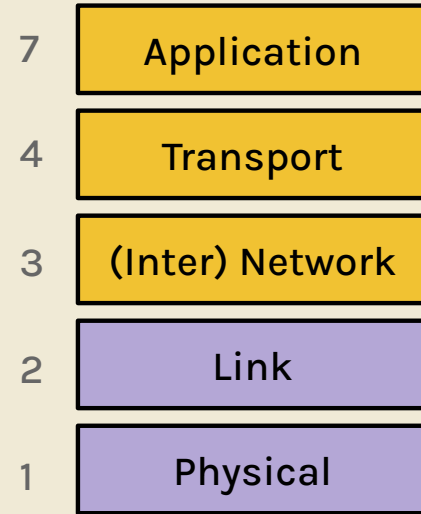 7 Application
4 Transport
3 (Inter) Network
2 Link
1 Physical